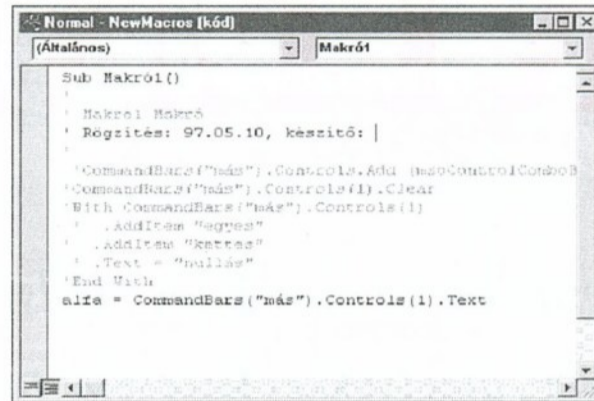 Normal - NewMacros [kód]
(Általános) Makró1
Sub Makró1()
'
' Makro1 Makró
' Rögzítés: 97.05.10, készítő:
'
'CommandBars("más").Controls.Add (msoControlComboB
'CommandBars("más").Controls(1).Clear
'With CommandBars("más").Controls(1)
' .AddItem "egyes"
' .AddItem "kettes"
' .Text = "nullás"
'End With
alfa = CommandBars("más").Controls(1).Text